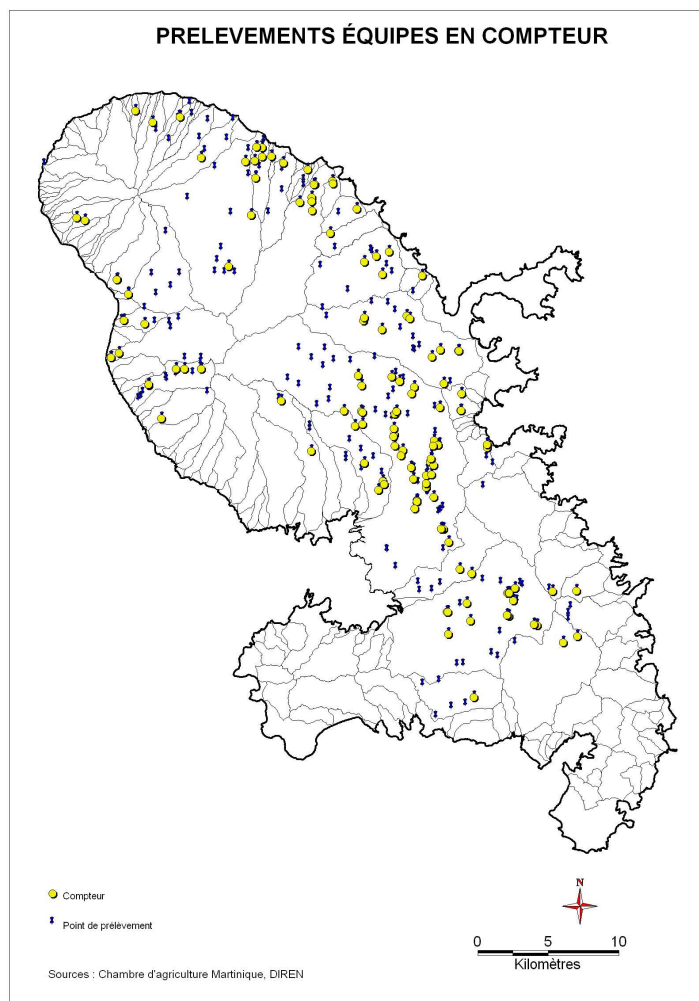 PRELEVEMENTS ÉQUIPES EN COMPTEUR
Compteur
Point de prélèvement
N
0 5 10
Kilomètres
Sources : Chambre d'agriculture Martinique, DIREN